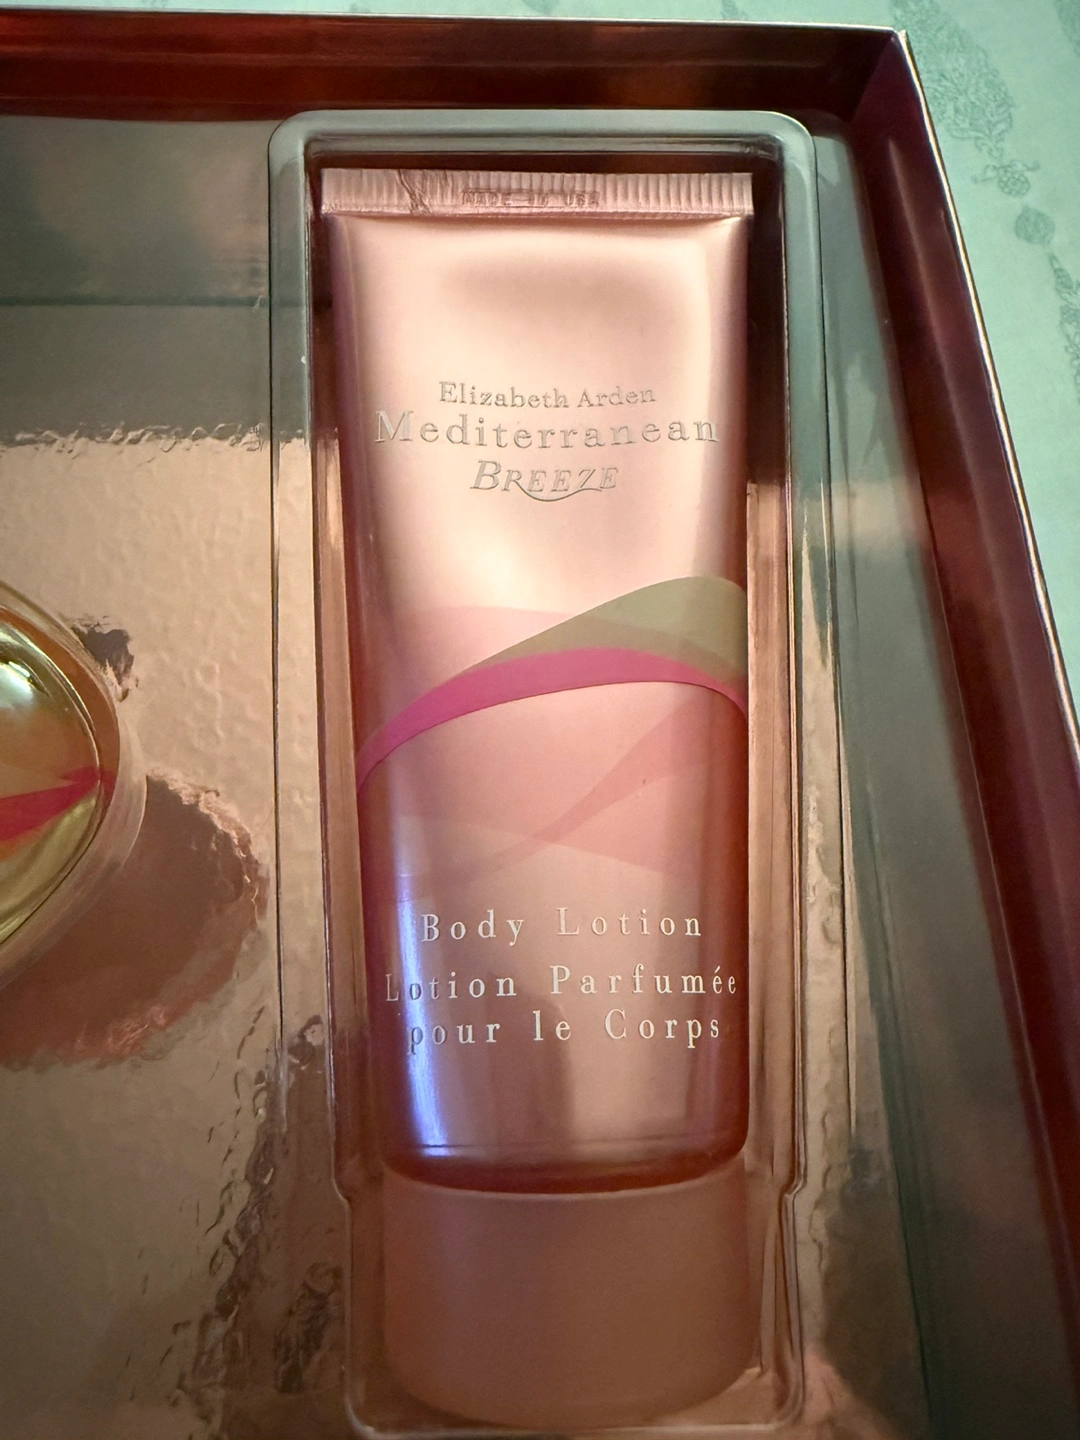 MADE IN USA
Elizabeth Arden
Mediterranean
BREEZE
Body Lotion
Lotion Parfumée
pour le Corps